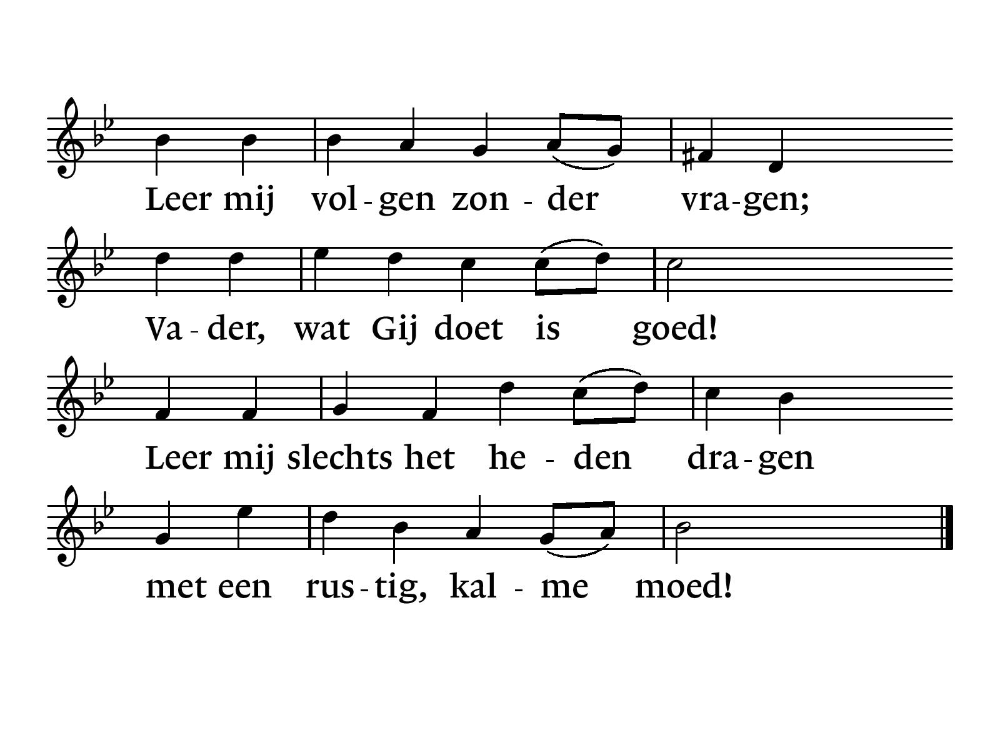 Leer mij vol - gen zon - der vra - gen;
Va - der, wat Gij doet is goed!
Leer mij slechts het he - den dra - gen
met een rus - tig, kal - me moed!